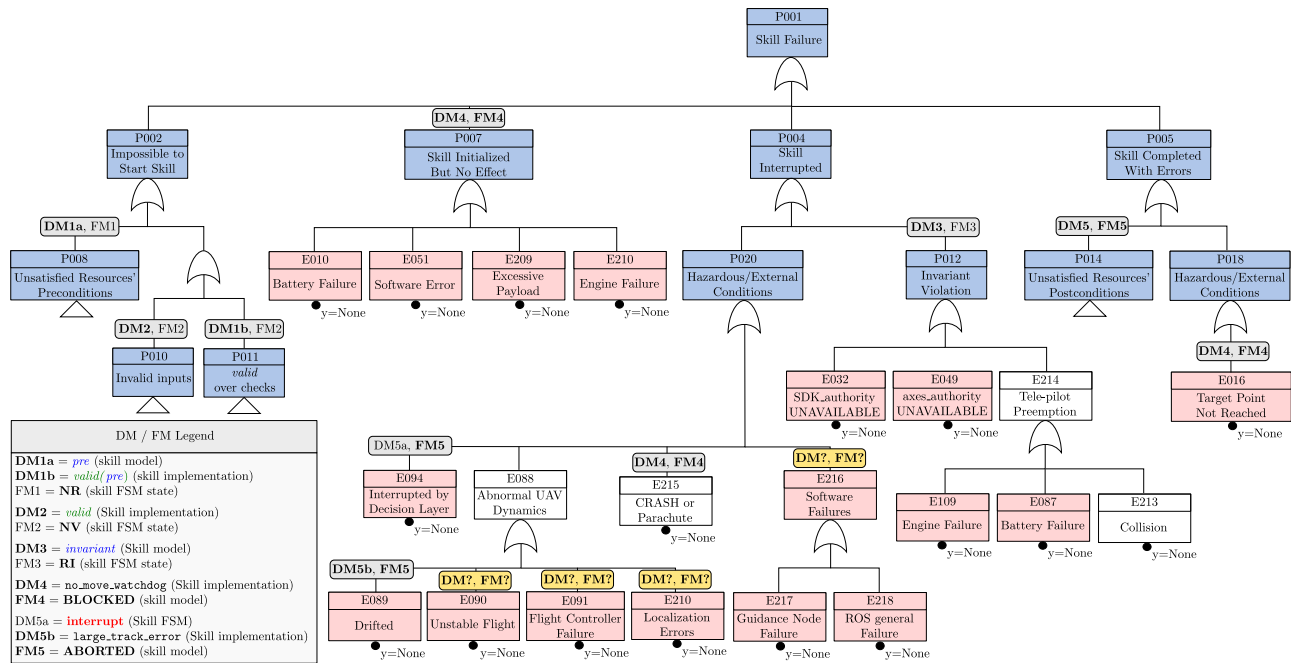 P001
Skill Failure
DM4, FM4
P002
Impossible to
Start Skill
P007
Skill Initialized
But No Effect
P004
Skill
Interrupted
P005
Skill Completed
With Errors
DM1a, FM1
DM3, FM3
DM5, FM5
P008
Unsatisfied Resources'
Preconditions
E010
Battery Failure
y=None
E051
Software Error
y=None
E209
Excessive
Payload
y=None
E210
Engine Failure
y=None
P020
Hazardous/External
Conditions
P012
Invariant
Violation
P014
Unsatisfied Resources'
Postconditions
P018
Hazardous/External
Conditions
DM2, FM2
DM1b, FM2
P010
Invalid inputs
P011
valid
over checks
DM4, FM4
E032
SDK_authority
UNAVAILABLE
y=None
E049
axes_authority
UNAVAILABLE
y=None
E214
Tele-pilot
Preemption
E016
Target Point
Not Reached
y=None
DM5a, FM5
DM4, FM4
DM?, FM?
E094
Interrupted by
Decision Layer
y=None
E088
Abnormal UAV
Dynamics
E215
CRASH or
Parachute
y=None
E216
Software
Failures
E109
Engine Failure
y=None
E087
Battery Failure
y=None
E213
Collision
y=None
DM5b, FM5
DM?, FM?
DM?, FM?
DM?, FM?
E089
Drifted
y=None
E090
Unstable Flight
y=None
E091
Flight Controller
Failure
y=None
E210
Localization
Errors
y=None
E217
Guidance Node
Failure
y=None
E218
ROS general
Failure
y=None
DM / FM Legend
DM1a = pre (skill model)
DM1b = valid(pre) (skill implementation)
FM1 = NR (skill FSM state)
DM2 = valid (Skill implementation)
FM2 = NV (skill FSM state)
DM3 = invariant (Skill model)
FM3 = RI (skill FSM state)
DM4 = no_move_watchdog (Skill implementation)
FM4 = BLOCKED (skill model)
DM5a = interrupt (Skill FSM)
DM5b = large_track_error (Skill implementation)
FM5 = ABORTED (skill model)